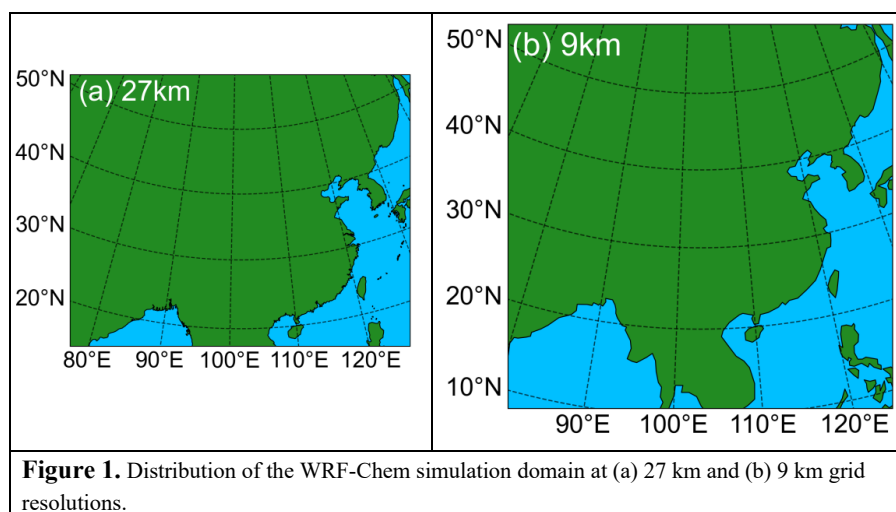 (a) 27km
50°N
40°N
30°N
20°N
80°E 90°E 100°E 110°E 120°E
(b) 9km
50°N
40°N
30°N
20°N
10°N
90°E 100°E 110°E 120°E
Figure 1. Distribution of the WRF-Chem simulation domain at (a) 27 km and (b) 9 km grid
resolutions.